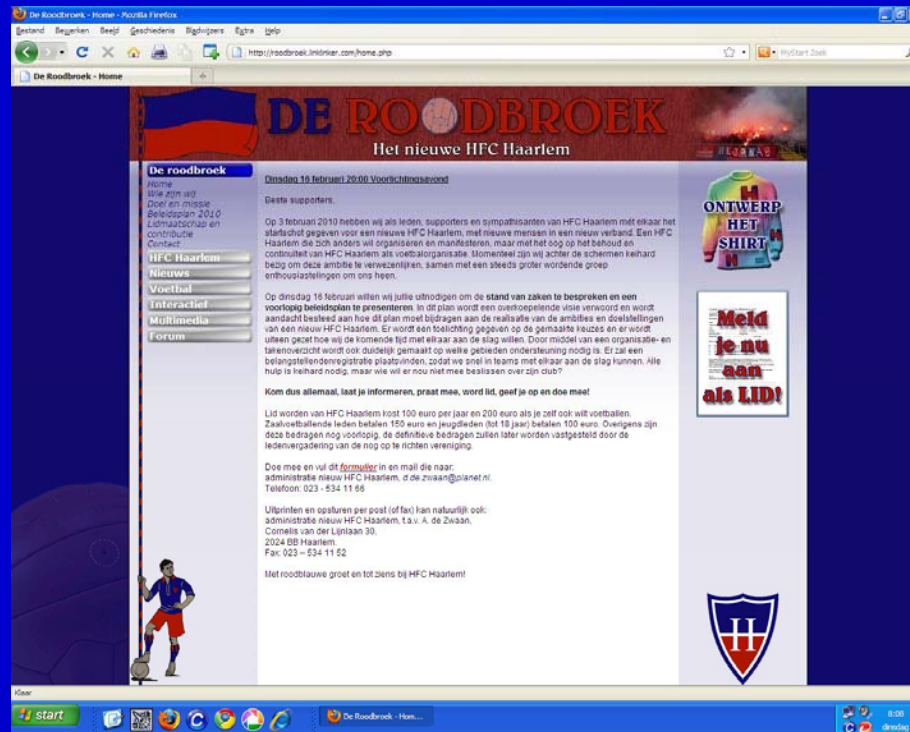 De Roodbroek - Home - Mozilla Firefox
Bestand Bewerken Beeld Geschiedenis Bladwijzers Extra Help
http://roodbroek.linklinker.com/home.php
MyStart Zoek
De Roodbroek - Home
DE ROODBROEK
Het nieuwe HFC Haarlem
De roodbroek
Home
Wie zijn wij
Doel en missie
Beleidsplan 2010
Lidmaatschap en
contributie
Contact
HFC Haarlem
Nieuws
Voetbal
Interactief
Multimedia
Forum
Dinsdag 16 februari 20:00 Voorlichtingsavond
Beste supporters,
Op 3 februari 2010 hebben wij als leden, supporters en sympathisanten van HFC Haarlem met elkaar het
startschot gegeven voor een nieuwe HFC Haarlem, met nieuwe mensen in een nieuw verband. Een HFC
Haarlem die zich anders wil organiseren en manifesteren, maar met het oog op het behoud en
continuïteit van HFC Haarlem als voetbalorganisatie. Momenteel zijn wij achter de schermen keihard
bezig om deze ambitie te verwezenlijken, samen met een steeds groter wordende groep
enthousiastelingen om ons heen.
Op dinsdag 16 februari willen wij jullie uitnodigen om de stand van zaken te bespreken en een
voorlopig beleidsplan te presenteren. In dit plan wordt een overkoepelende visie verwoord en wordt
aandacht besteed aan hoe dit plan moet bijdragen aan de realisatie van de ambities en doelstellingen
van een nieuw HFC Haarlem. Er wordt een toelichting gegeven op de gemaakte keuzes en er wordt
uiteen gezet hoe wij de komende tijd met elkaar aan de slag willen. Door middel van een organisatie- en
takenoverzicht wordt ook duidelijk gemaakt op welke gebieden ondersteuning nodig is. Er zal een
belangstellendenregistratie plaatsvinden, zodat we snel in teams met elkaar aan de slag kunnen. Alle
hulp is keihard nodig, maar wie wil er nou niet mee beslissen over zijn club?
Kom dus allemaal, laat je informeren, praat mee, word lid, geef je op en doe mee!
Lid worden van HFC Haarlem kost 100 euro per jaar en 200 euro als je zelf ook wilt voetballen.
Zaalvoetballende leden betalen 150 euro en jeugdleden (tot 18 jaar) betalen 100 euro. Overigens zijn
deze bedragen nog voorlopig, de definitieve bedragen zullen later worden vastgesteld door de
ledenvergadering van de nog op te richten vereniging.
Doe mee en vul dit formulier in en mail die naar:
administratie nieuw HFC Haarlem, d.de.zwaan@planet.nl.
Telefoon: 023 - 534 11 66
Uitprinten en opsturen per post (of fax) kan natuurlijk ook:
administratie nieuw HFC Haarlem, t.a.v. A. de Zwaan,
Cornelis van der Lijnlaan 30,
2024 BB Haarlem.
Fax: 023 – 534 11 52
Met roodblauwe groet en tot ziens bij HFC Haarlem!
ONTWERP
HET
SHIRT
Meld
je nu
aan
als LID!
H
Klaar
start
De Roodbroek - Hom...
8:08
dinsdag